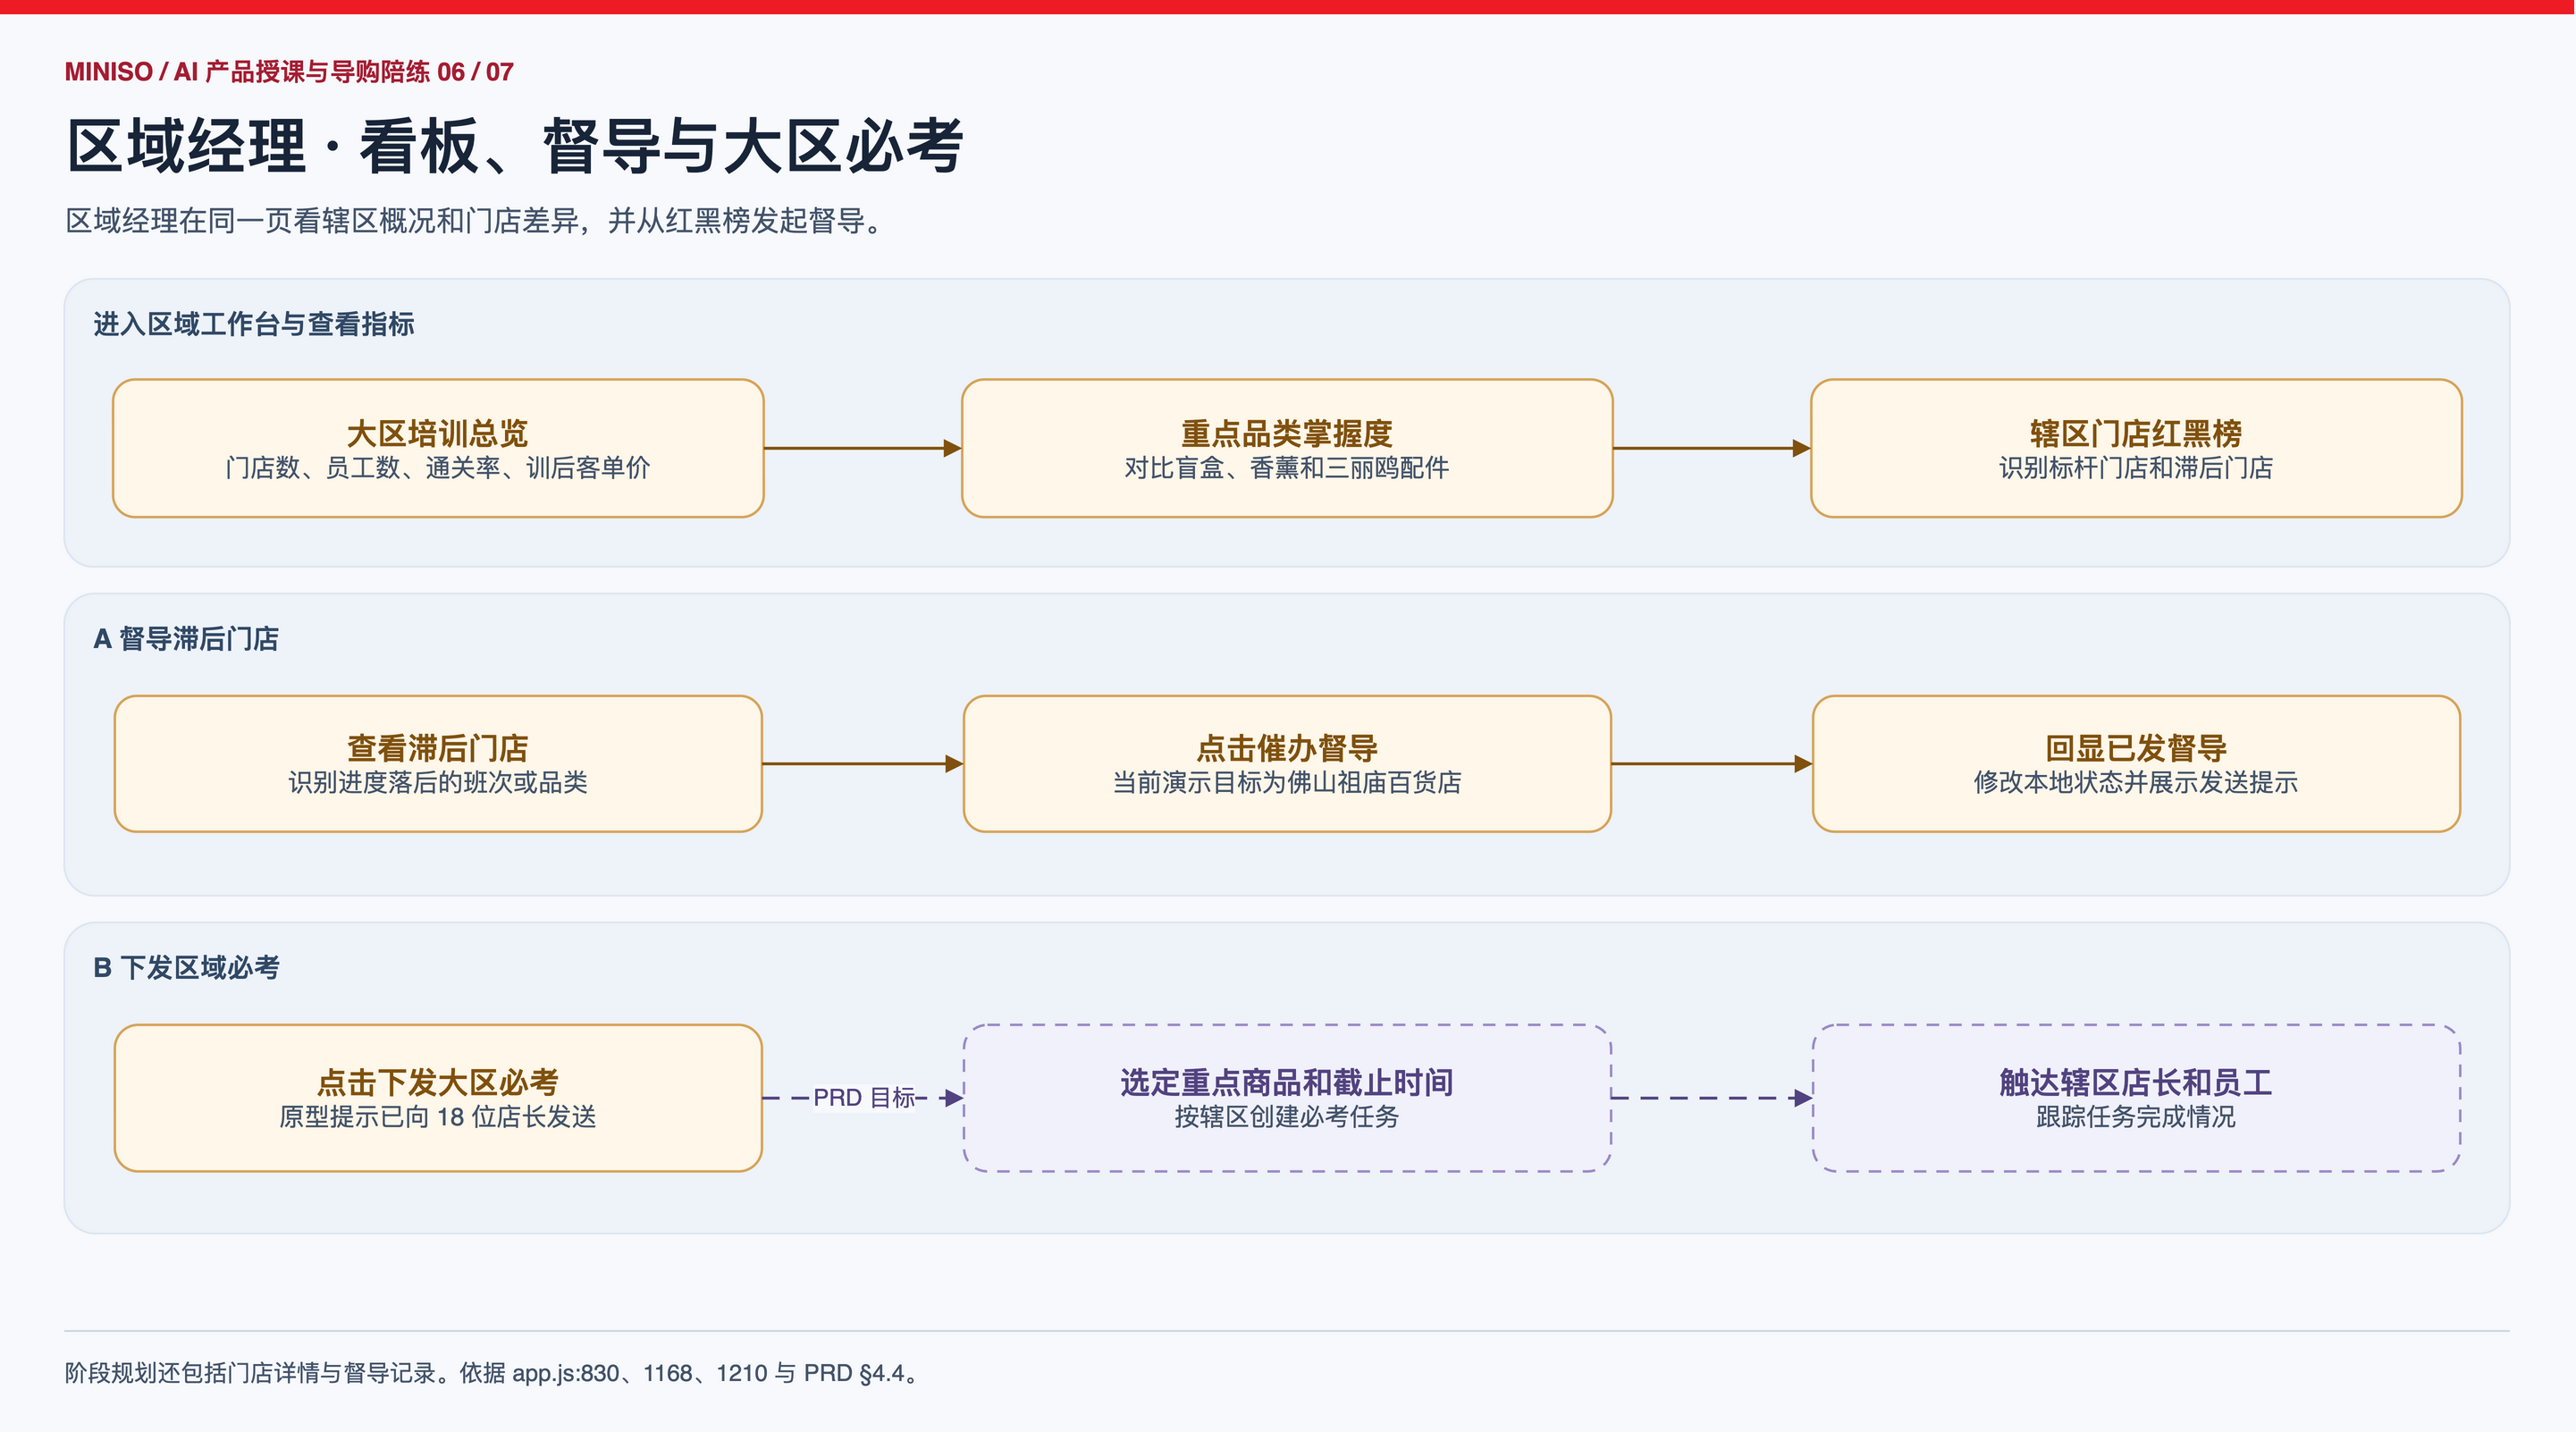 MINISO / AI 产品授课与导购陪练 06 / 07
区域经理 · 看板、督导与大区必考
区域经理在同一页看辖区概况和门店差异，并从红黑榜发起督导。
进入区域工作台与查看指标
大区培训总览
门店数、员工数、通关率、训后客单价
重点品类掌握度
对比盲盒、香薰和三丽鸥配件
辖区门店红黑榜
识别标杆门店和滞后门店
A 督导滞后门店
查看滞后门店
识别进度落后的班次或品类
点击催办督导
当前演示目标为佛山祖庙百货店
回显已发督导
修改本地状态并展示发送提示
B 下发区域必考
点击下发大区必考
原型提示已向 18 位店长发送
PRD 目标
选定重点商品和截止时间
按辖区创建必考任务
触达辖区店长和员工
跟踪任务完成情况
阶段规划还包括门店详情与督导记录。依据 app.js:830、1168、1210 与 PRD §4.4。